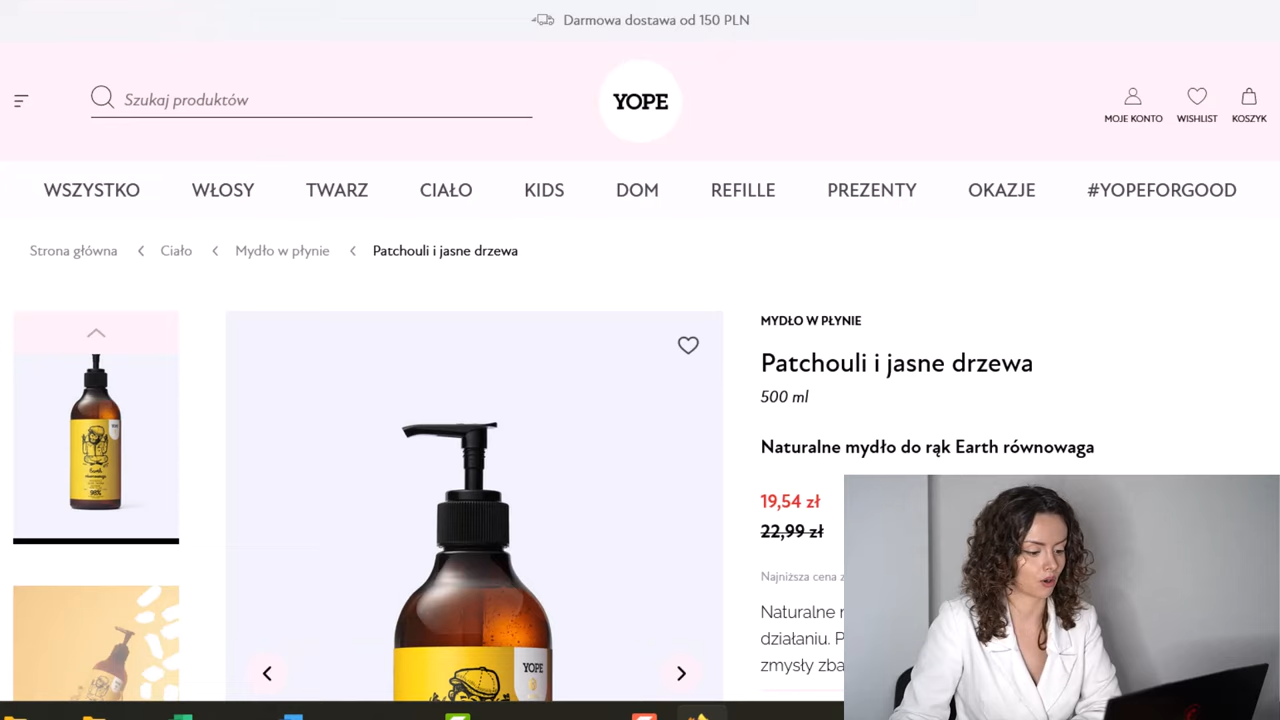 Darmowa dostawa od 150 PLN
Szukaj produktów
YOPE
MOJE KONTO
WISHLIST
KOSZYK
WSZYSTKO
WŁOSY
TWARZ
CIAŁO
KIDS
DOM
REFILLE
PREZENTY
OKAZJE
#YOPEFORGOOD
Strona główna
Ciało
Mydło w płynie
Patchouli i jasne drzewa
MYDŁO W PŁYNIE
Patchouli i jasne drzewa
500 ml
Naturalne mydło do rąk Earth równowaga
19,54 zł
22,99 zł
Najniższa cena z
Naturalne
działaniu. P
zmysły zba
YOPE